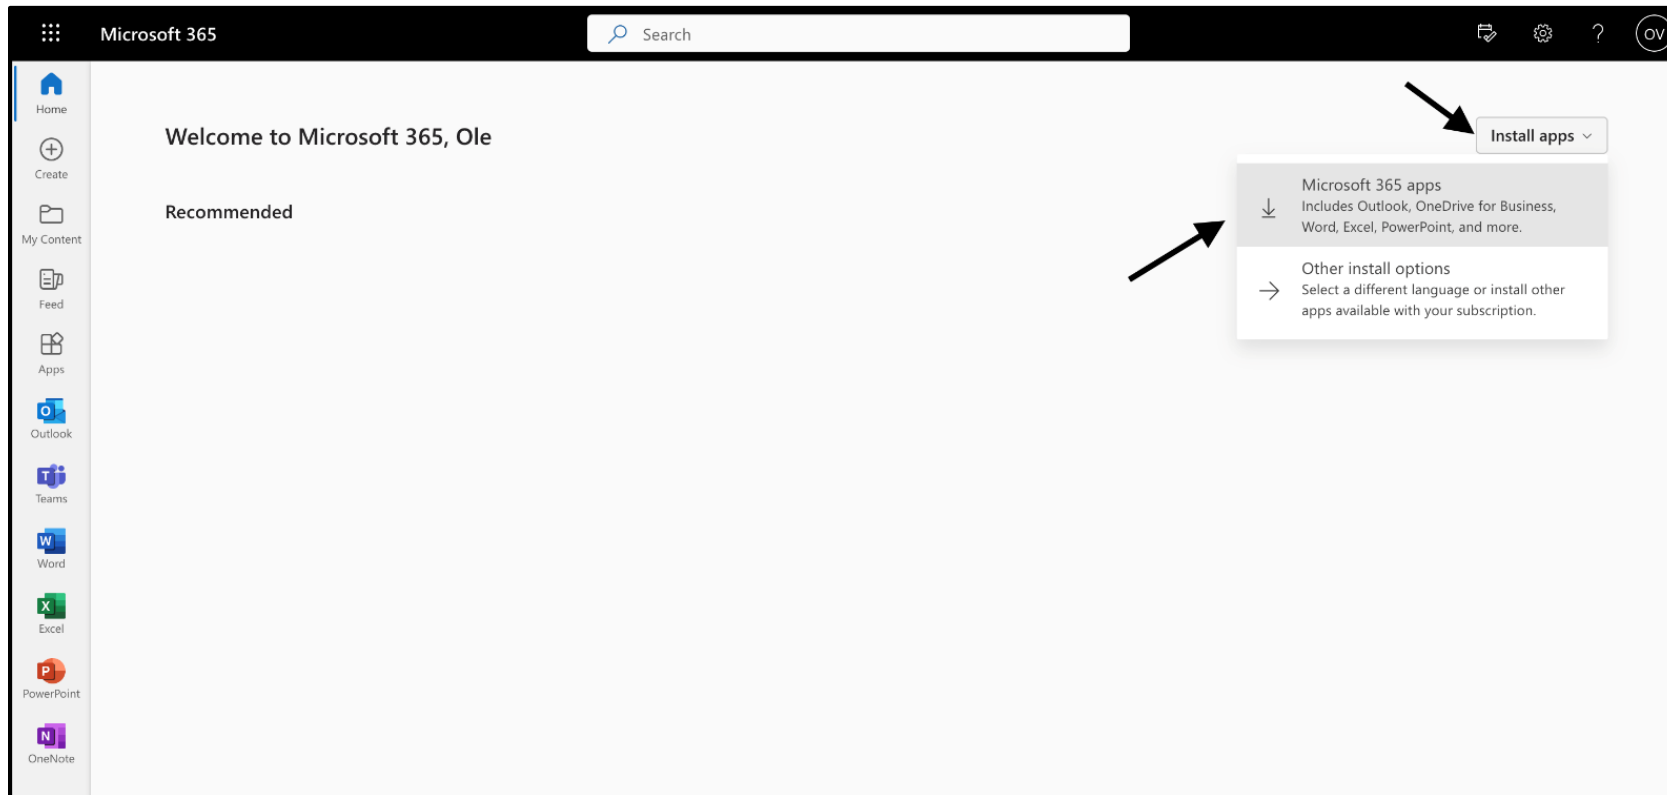 Microsoft 365
Search
OV
Home
Create
My Content
Feed
Apps
O
Outlook
T
Teams
W
Word
X
Excel
P
PowerPoint
N
OneNote
Welcome to Microsoft 365, Ole
Recommended
Install apps
Microsoft 365 apps
Includes Outlook, OneDrive for Business,
Word, Excel, PowerPoint, and more.
Other install options
Select a different language or install other
apps available with your subscription.